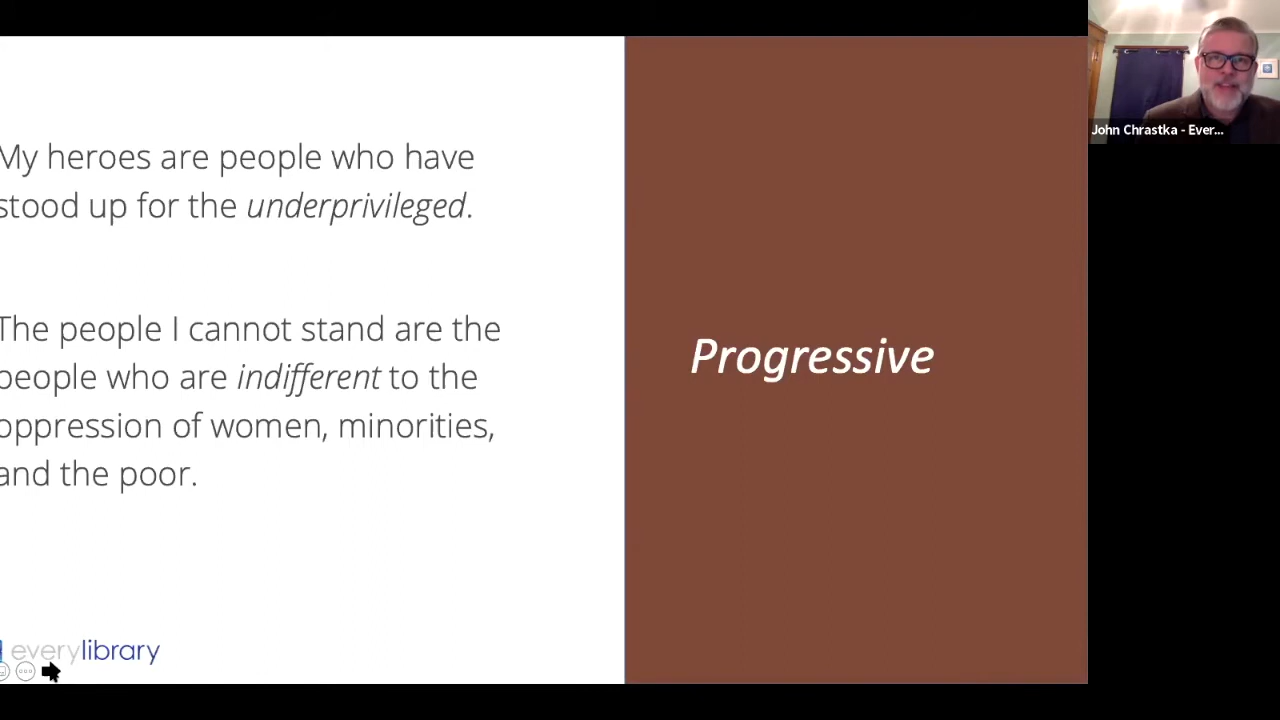 My heroes are people who have
stood up for the underprivileged.
The people I cannot stand are the
people who are indifferent to the
oppression of women, minorities,
and the poor.
Progressive
everylibrary
John Chrastka - Ever...